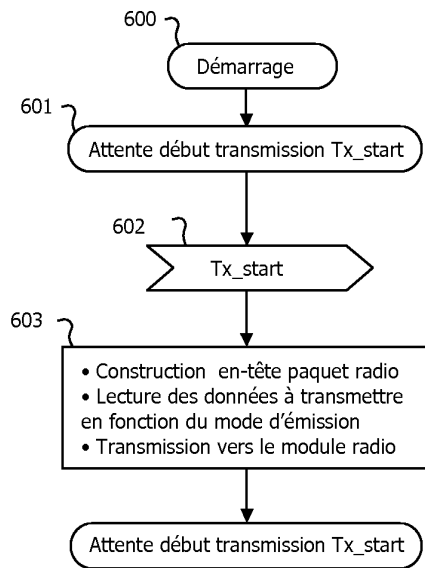 600
Démarrage
601
Attente début transmission Tx_start
602
Tx_start
603
• Construction en-tête paquet radio
• Lecture des données à transmettre
en fonction du mode d'émission
• Transmission vers le module radio
Attente début transmission Tx_start